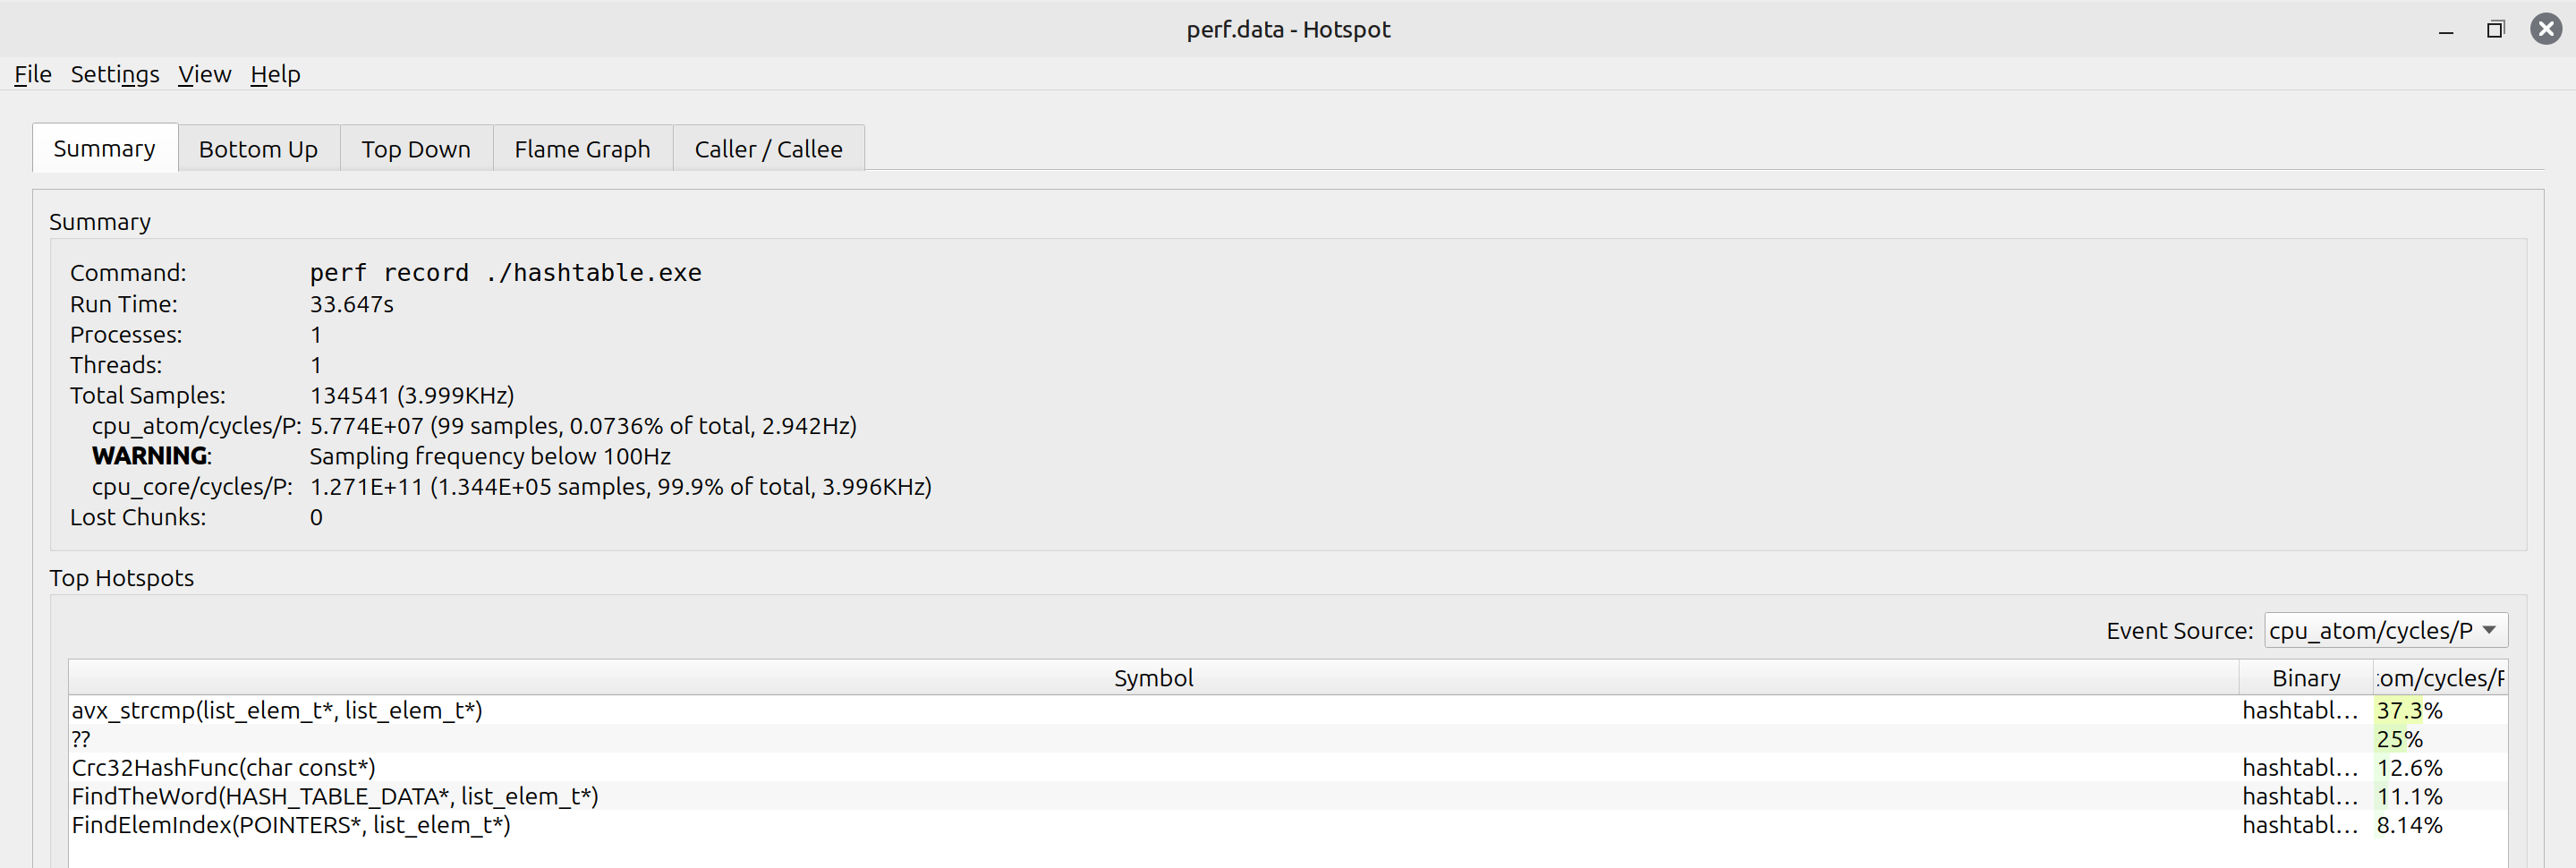 perf.data - Hotspot
File Settings View Help
Summary Bottom Up Top Down Flame Graph Caller / Callee
Summary
Command: perf record ./hashtable.exe
Run Time: 33.647s
Processes: 1
Threads: 1
Total Samples: 134541 (3.999KHz)
cpu_atom/cycles/P: 5.774E+07 (99 samples, 0.0736% of total, 2.942Hz)
WARNING: Sampling frequency below 100Hz
cpu_core/cycles/P: 1.271E+11 (1.344E+05 samples, 99.9% of total, 3.996KHz)
Lost Chunks: 0
Top Hotspots
Event Source: cpu_atom/cycles/P
Symbol Binary tom/cycles/P
avx_strcmp(list_elem_t*, list_elem_t*) hashtabl... 37.3%
?? 25%
Crc32HashFunc(char const*) hashtabl... 12.6%
FindTheWord(HASH_TABLE_DATA*, list_elem_t*) hashtabl... 11.1%
FindElemIndex(POINTERS*, list_elem_t*) hashtabl... 8.14%